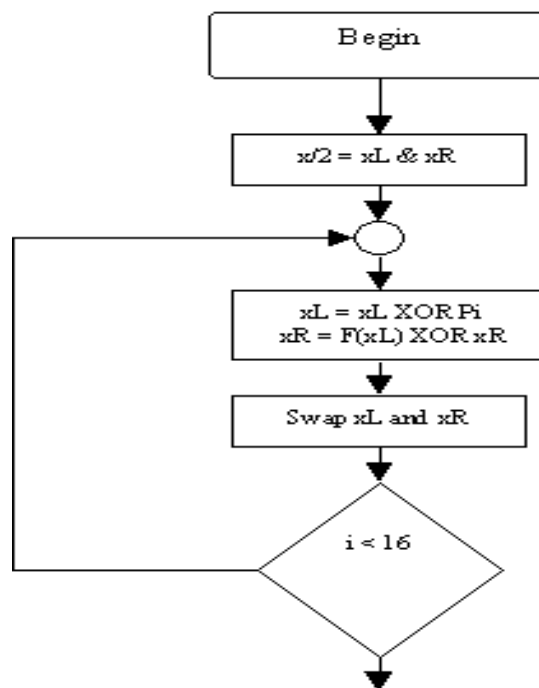 Begin
x/2 = xL & xR
xL = xL XOR Pi
xR = F(xL) XOR xR
Swap xL and xR
i < 16